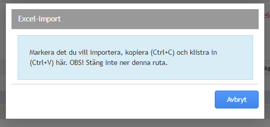 Excel-import
Markera det du vill importera, kopiera (Ctrl+C) och klistra in
(Ctrl+V) här. OBS! Stäng inte ner denna ruta.
Avbryt